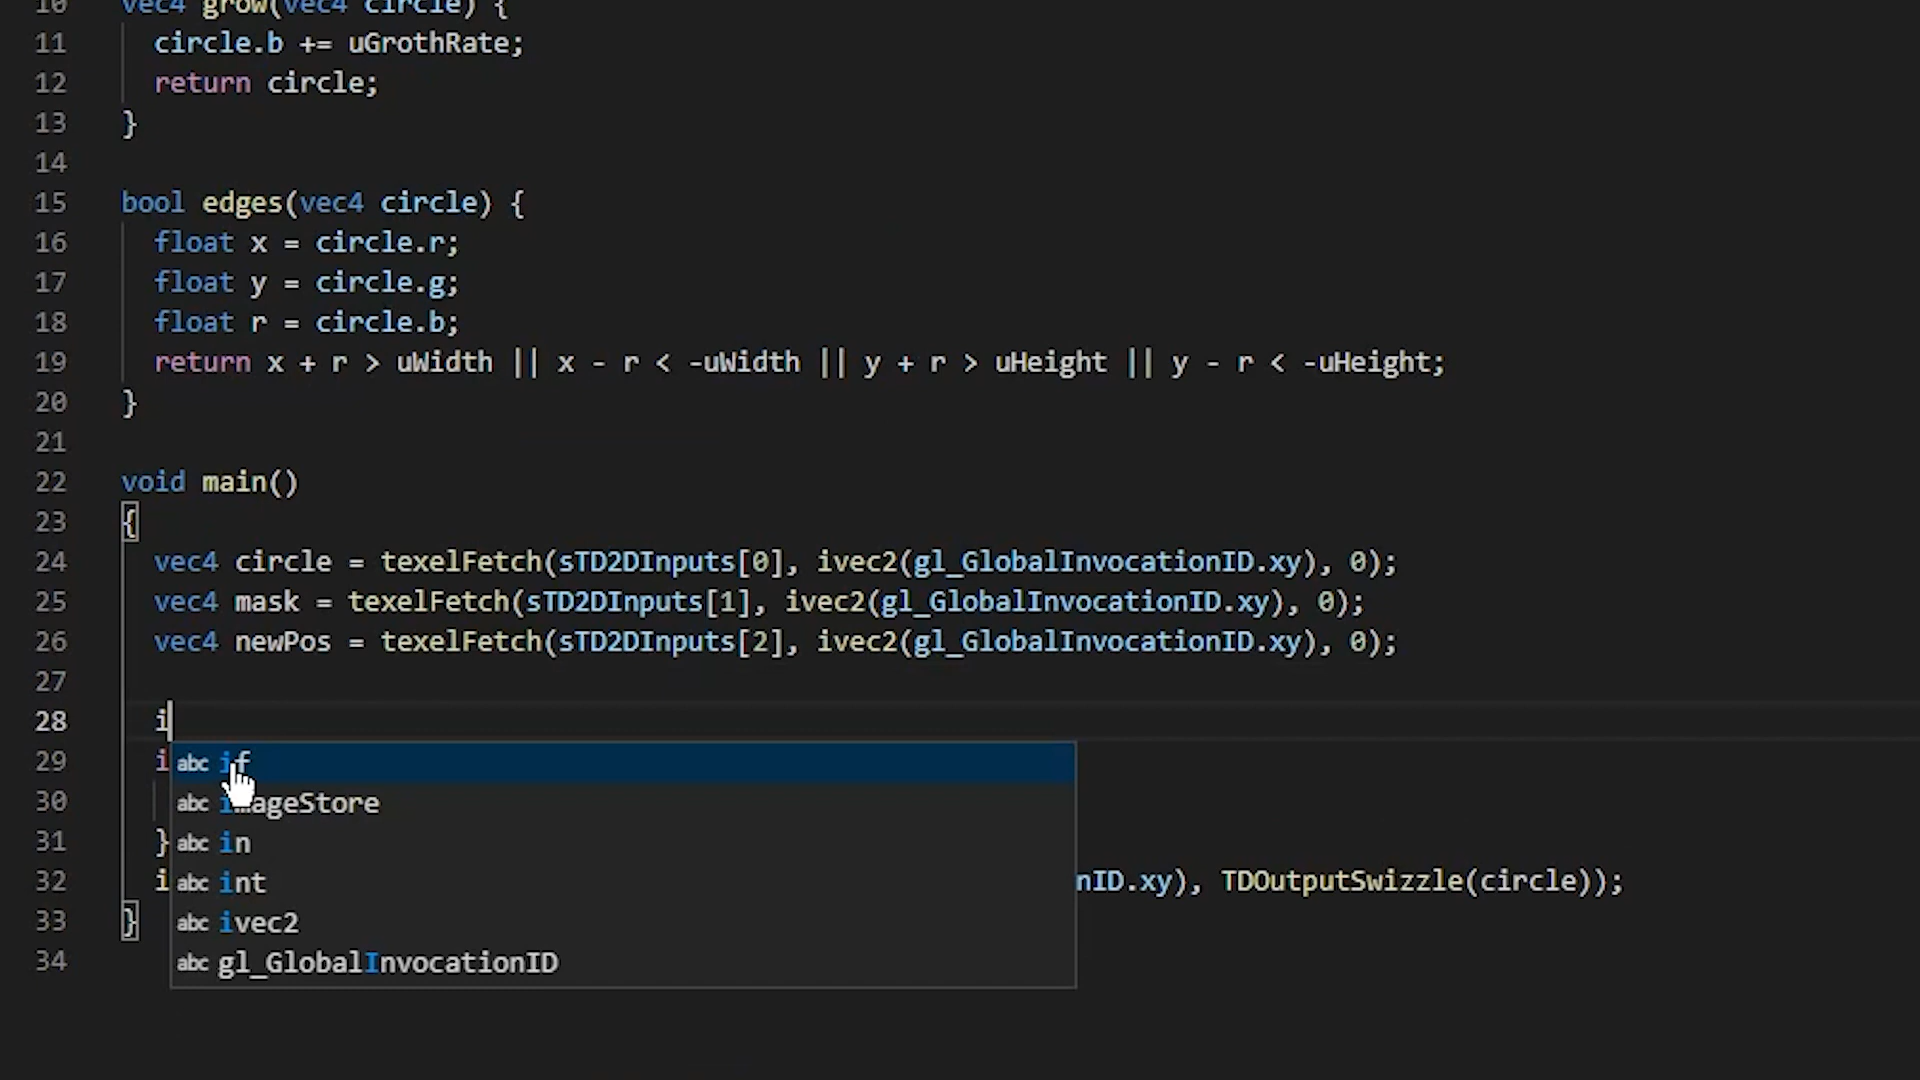 10 vec4 grow(vec4 circle) {
11 circle.b += uGrothRate;
12 return circle;
13 }
14
15 bool edges(vec4 circle) {
16 float x = circle.r;
17 float y = circle.g;
18 float r = circle.b;
19 return x + r > uWidth || x - r < -uWidth || y + r > uHeight || y - r < -uHeight;
20 }
21
22 void main()
23 {
24 vec4 circle = texelFetch(sTD2DInputs[0], ivec2(gl_GlobalInvocationID.xy), 0);
25 vec4 mask = texelFetch(sTD2DInputs[1], ivec2(gl_GlobalInvocationID.xy), 0);
26 vec4 newPos = texelFetch(sTD2DInputs[2], ivec2(gl_GlobalInvocationID.xy), 0);
27
28 i
29 i abc if
30 abc imageStore
31 } abc in
32 i abc int nID.xy), TDOutputSwizzle(circle));
33 } abc ivec2
34 abc gl_GlobalInvocationID